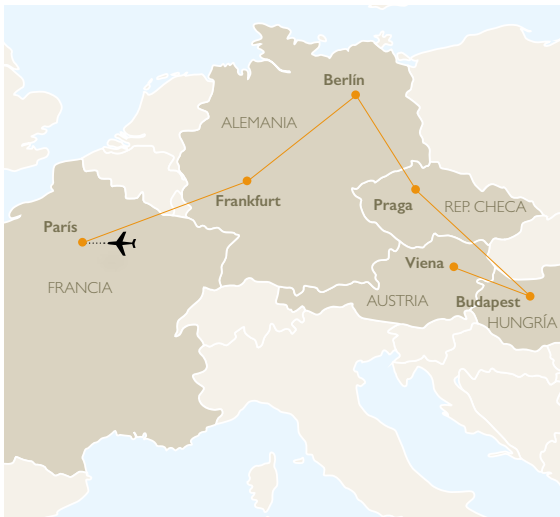 Berlín
ALEMANIA
Frankfurt
Praga
REP. CHECA
París
Viena
FRANCIA
AUSTRIA
Budapest
HUNGRÍA